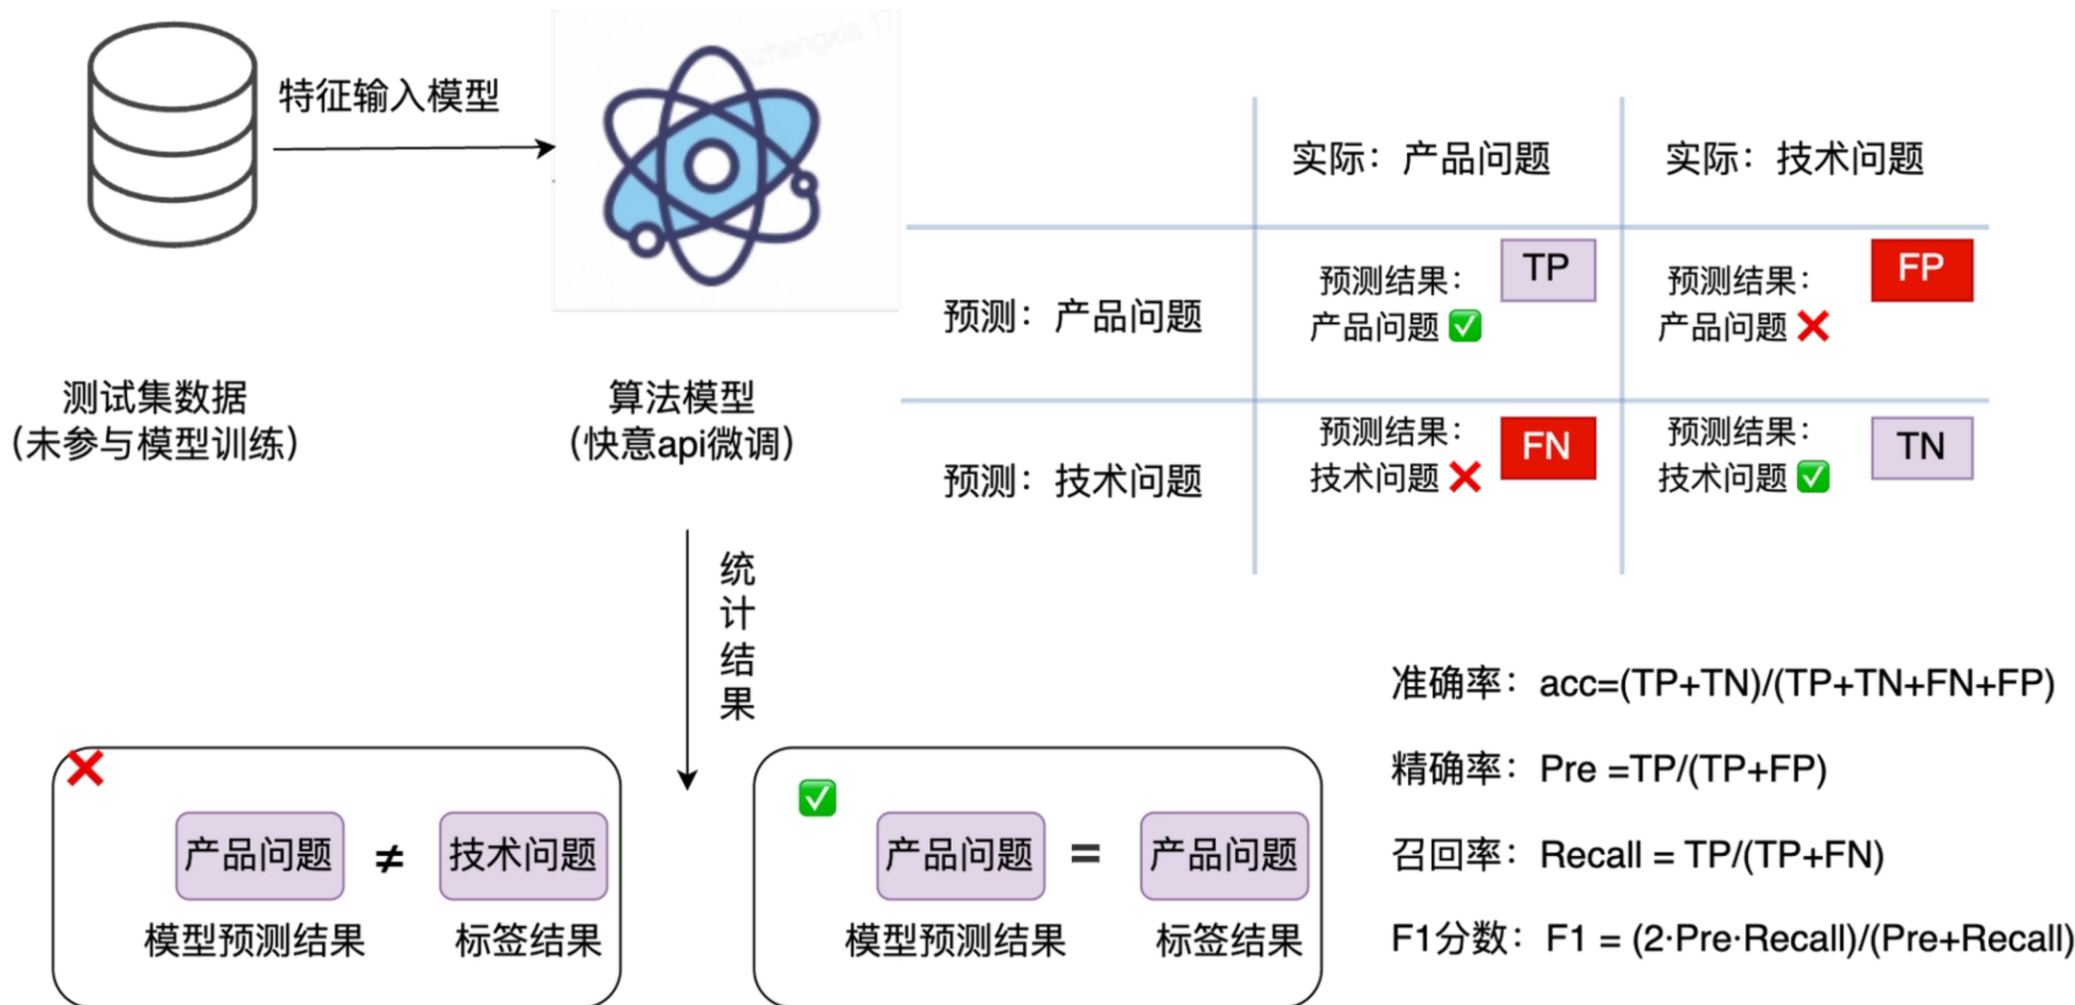 特征输入模型
测试集数据
(未参与模型训练)
算法模型
(快意api微调)
实际：产品问题
实际：技术问题
预测：产品问题
预测结果：
产品问题 ✅
TP
预测结果：
产品问题 ❌
FP
预测：技术问题
预测结果：
技术问题 ❌
FN
预测结果：
技术问题 ✅
TN
统
计
结
果
❌
产品问题 ≠ 技术问题
模型预测结果 标签结果
✅
产品问题 = 产品问题
模型预测结果 标签结果
准确率：acc=(TP+TN)/(TP+TN+FN+FP)
精确率：Pre =TP/(TP+FP)
召回率：Recall = TP/(TP+FN)
F1分数：F1 = (2·Pre·Recall)/(Pre+Recall)